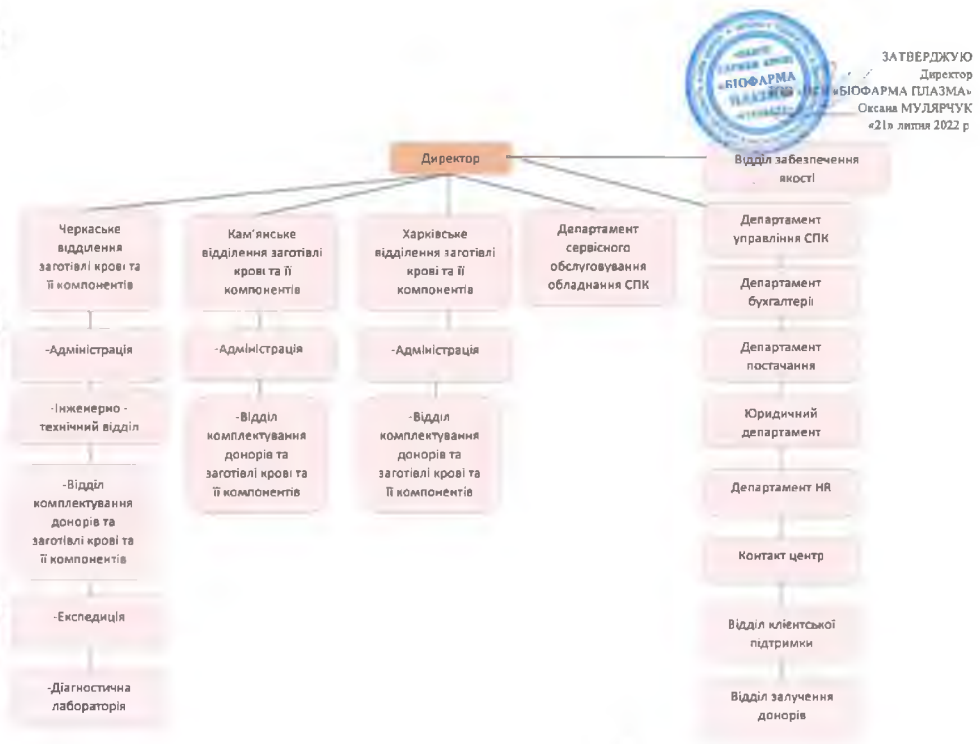 ЗАТВЕРДЖУЮ
Директор
«БІОФАРМА ПЛАЗМА»
Оксана МУЛЯРЧУК
«21» липня 2022 р
«БІОФАРМА
ПЛАЗМА»
Директор
Відділ забезпечення
якості
Черкаське
відділення
заготівлі крові та
її компонентів
-Адміністрація
-Інженерно -
технічний відділ
-Відділ
комплектування
донорів та
заготівлі крові та
її компонентів
-Експедиція
-Діагностична
лабораторія
Кам’янське
відділення заготівлі
крові та її
компонентів
-Адміністрація
-Відділ
комплектування
донорів та
заготівлі крові та
її компонентів
Харківське
відділення заготівлі
крові та її
компонентів
-Адміністрація
-Відділ
комплектування
донорів та
заготівлі крові та
її компонентів
Департамент
сервісного
обслуговування
обладнання СПК
Департамент
управління СПК
Департамент
бухгалтерії
Департамент
постачання
Юридичний
департамент
Департамент HR
Контакт центр
Відділ клієнтської
підтримки
Відділ залучення
донорів